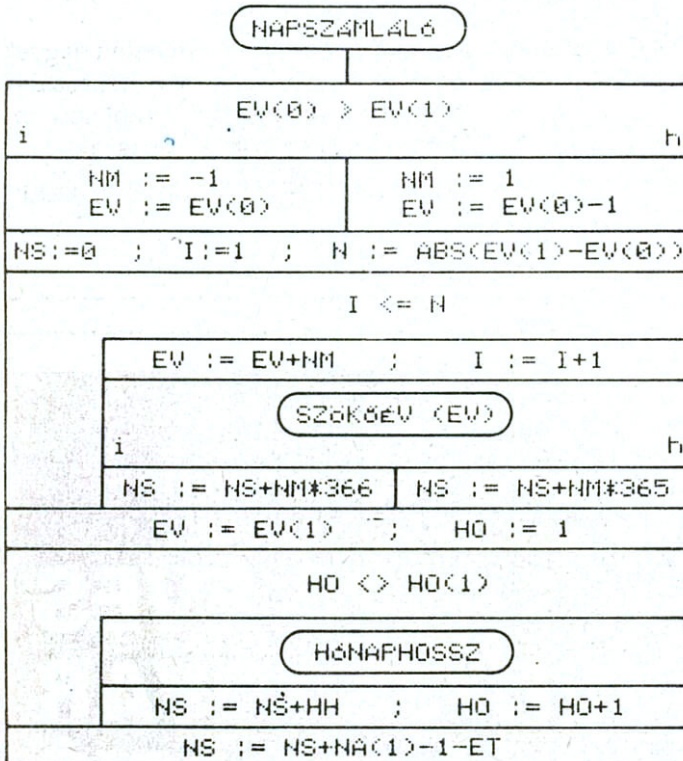 NAPSZÁMLÁLÓ
EV(0) > EV(1)
i h
NM := -1 NM := 1
EV := EV(0) EV := EV(0)-1
NS:=0 ; I:=1 ; N := ABS(EV(1)-EV(0))
I <= N
EV := EV+NM ; I := I+1
SZÖKŐÉV (EV)
i h
NS := NS+NM*366 NS := NS+NM*365
EV := EV(1) ; HO := 1
HO <> HO(1)
HÓNAPHOSSZ
NS := NS+HH ; HO := HO+1
NS := NS+NA(1)-1-ET